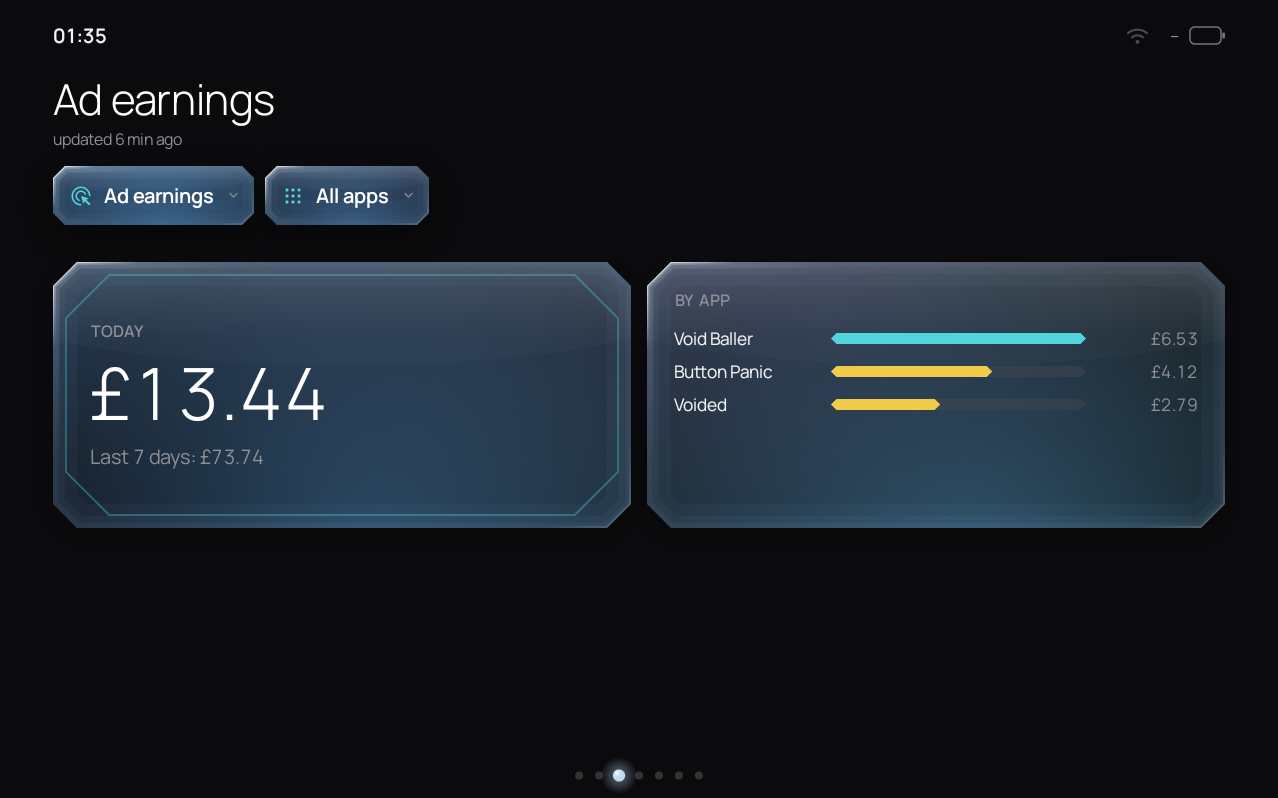 01:35
–
Ad earnings
updated 6 min ago
Ad earnings
All apps
TODAY
£13.44
Last 7 days: £73.74
BY APP
Void Baller £6.53
Button Panic £4.12
Voided £2.79